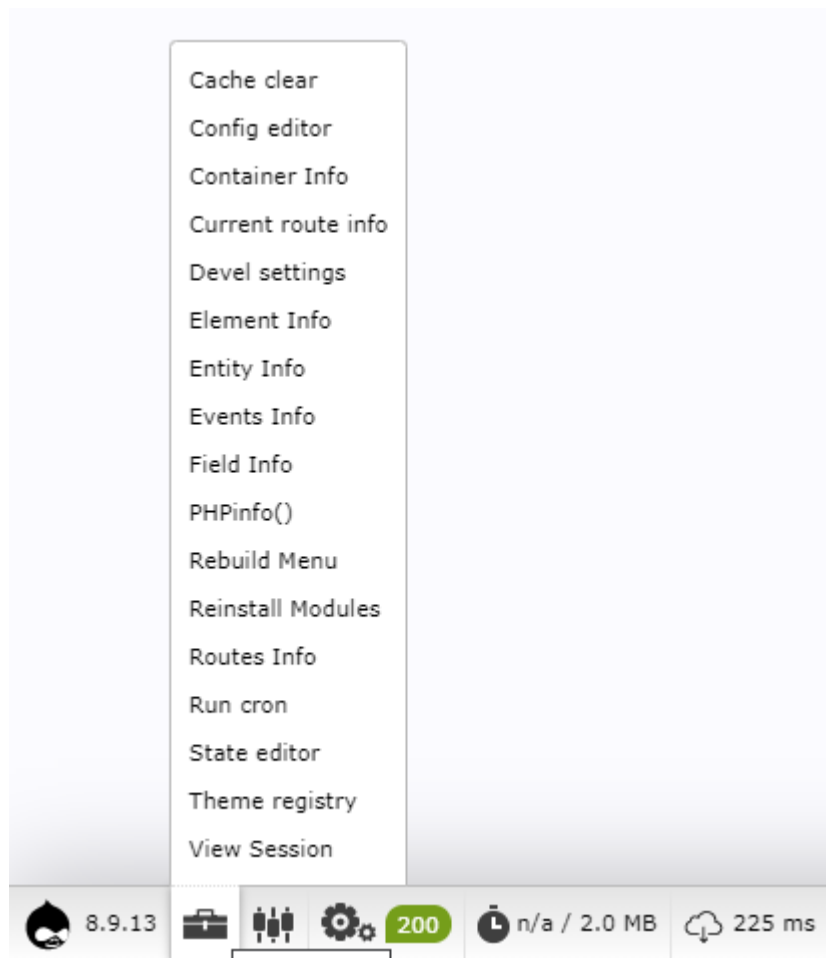 Cache clear
Config editor
Container Info
Current route info
Devel settings
Element Info
Entity Info
Events Info
Field Info
PHPinfo()
Rebuild Menu
Reinstall Modules
Routes Info
Run cron
State editor
Theme registry
View Session
8.9.13 200 n/a / 2.0 MB 225 ms